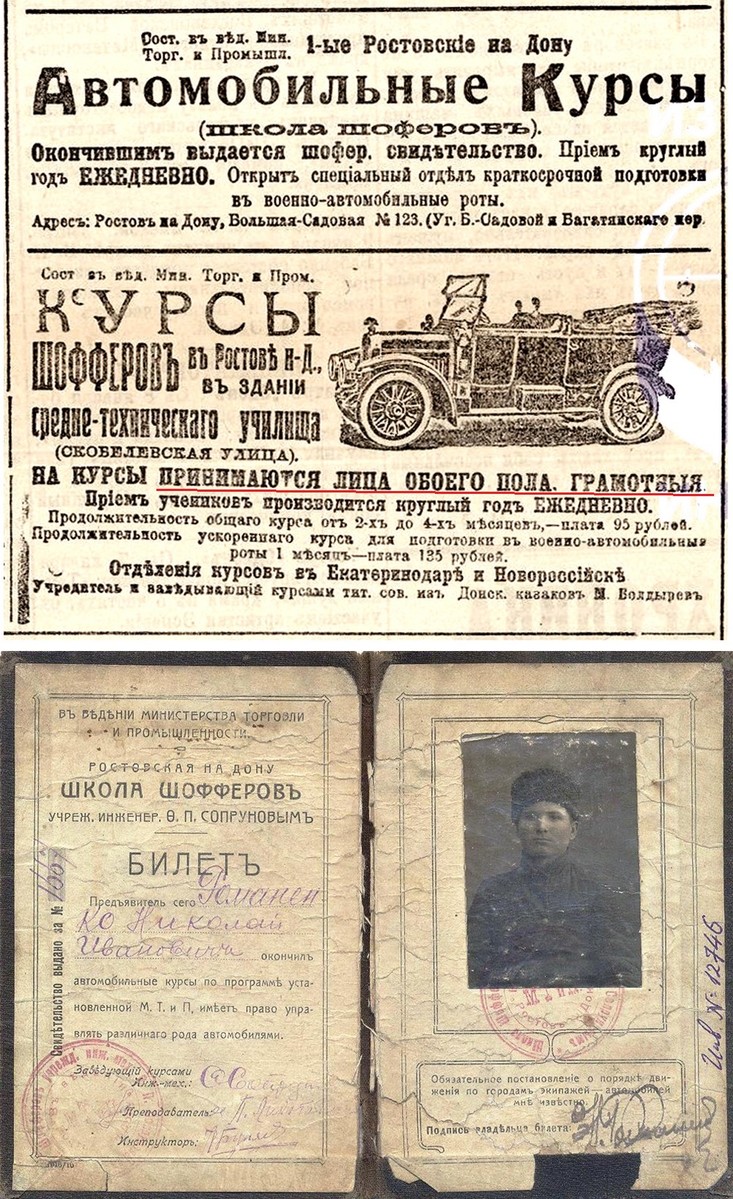 Сост. въ вѣд. Мин.
Торг. и Промышл.
1-ые Ростовскіе на Дону
Автомобильные Курсы
(школа шоферовъ).
Окончившимъ выдается шофер. свидѣтельство. Пріемъ круглый
годъ ЕЖЕДНЕВНО. Открытъ спеціальный отдѣлъ краткосрочной подготовки
въ военно-автомобильные роты.
Адресъ: Ростовъ на Дону, Большая-Садовая № 123. (Уг. Б.-Садовой и Багатянскаго пер.
Сост въ вѣд. Мин. Торг. и Пром.
КУРСЫ
ШОФФЕРОВЪ въ Ростовѣ н-Д.,
въ зданіи
средне-техническаго училища
(СКОБЕЛЕВСКАЯ УЛИЦА).
НА КУРСЫ ПРИНИМАЮТСЯ ЛИЦА ОБОЕГО ПОЛА. ГРАМОТНЫЯ.
Пріемъ учениковъ производится круглый годъ ЕЖЕДНЕВНО.
Продолжительность общаго курса отъ 2-хъ до 4-хъ мѣсяцевъ,—плата 95 рублей.
Продолжительность ускореннаго курса для подготовки въ военно-автомобильныя
роты 1 мѣсяцъ—плата 135 рублей.
Отдѣленія курсовъ въ Екатеринодарѣ и Новороссійскѣ
Учредитель и завѣдывающій курсами тит. сов. изъ Донск. казаковъ М. Болдыревъ
ВЪ ВѢДѢНІИ МИНИСТЕРСТВА ТОРГОВЛИ
И ПРОМЫШЛЕННОСТИ.
РОСТОВСКАЯ НА ДОНУ
ШКОЛА ШОФФЕРОВЪ
УЧРЕЖ. ИНЖЕНЕР. Ѳ. П. СОПРУНОВЫМЪ
БИЛЕТЪ
Предъявитель сего Романен
ко Николай
Ивановичъ окончилъ
автомобильные курсы по программѣ уста-
новленной М. Т. и П, имѣетъ право упра-
влять различнаго рода автомобилями.
Завѣдующій курсами
Инж.-мех.:
Преподаватель:
Инструкторъ:
Свидѣтельство выдано за №
Инв № 12746
Обязательное постановленіе о порядкѣ дви-
женія по городамъ экипажей — автомобилей
мнѣ извѣстно.
Подпись владѣльца билета: